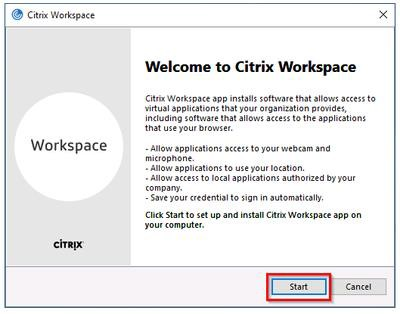 Citrix Workspace
Welcome to Citrix Workspace
Citrix Workspace app installs software that allows access to
virtual applications that your organization provides,
including software that allows access to the applications
that use your browser.
Workspace
- Allow applications access to your webcam and
microphone.
- Allow applications to use your location.
- Allow access to local applications authorized by your
company.
- Save your credential to sign in automatically.
Click Start to set up and install Citrix Workspace app on
your computer.
CITRIX
Start
Cancel